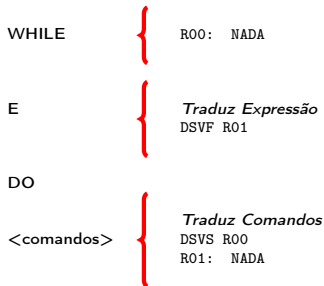 WHILE R00: NADA
E
Traduz Expressão
DSVF R01
DO
<comandos>
Traduz Comandos
DSVS R00
R01: NADA